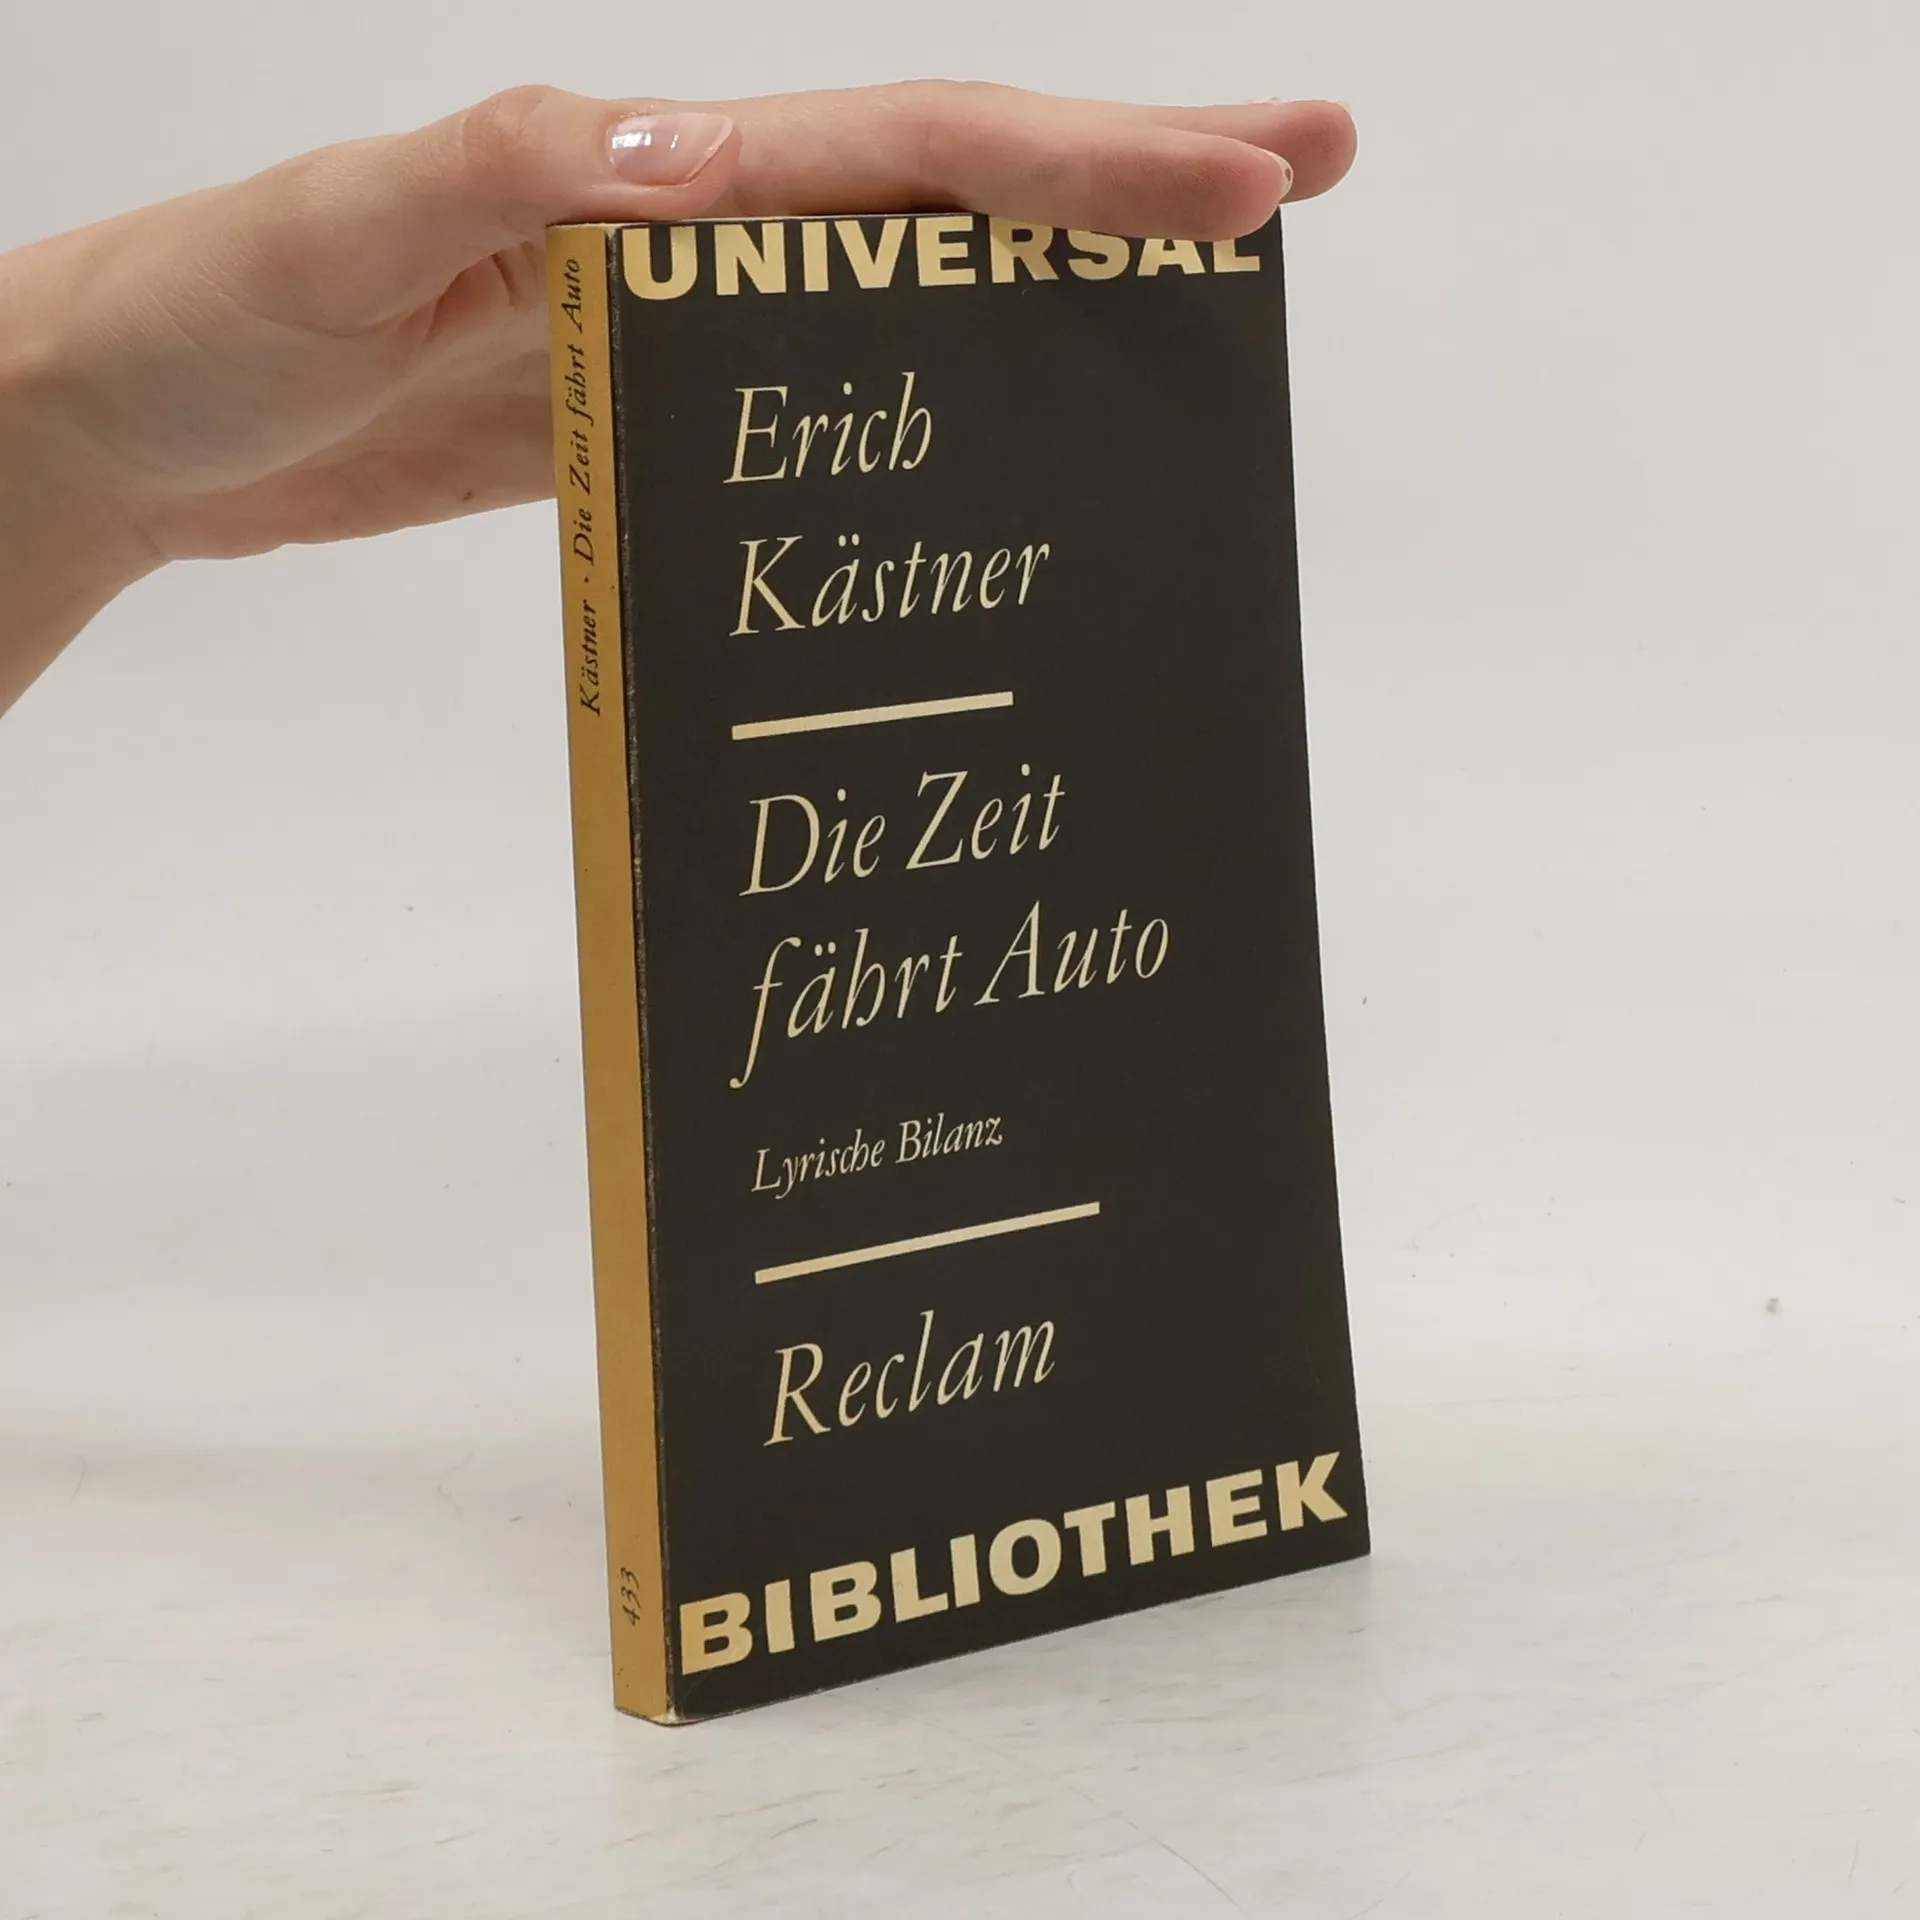 Kästner · Die Zeit fährt Auto
433
UNIVERSAL
Erich
Kästner
Die Zeit
fährt Auto
Lyrische Bilanz
Reclam
BIBLIOTHEK